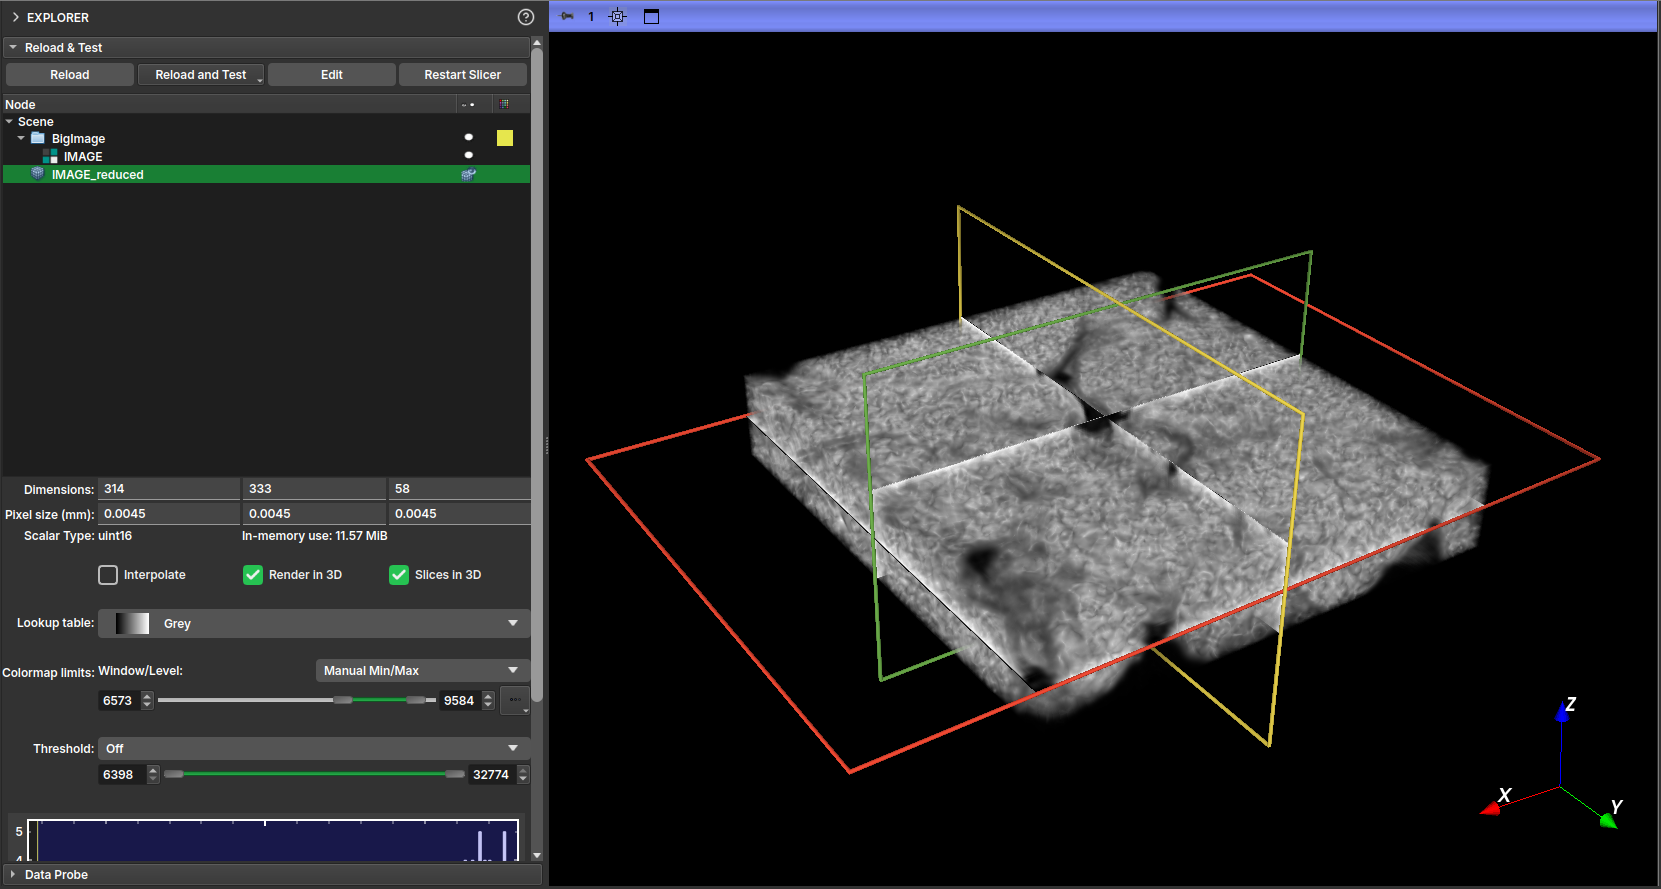 EXPLORER
Reload & Test
Reload Reload and Test Edit Restart Slicer
Node
Scene
BigImage
IMAGE
IMAGE_reduced
Dimensions: 314 333 58
Pixel size (mm): 0.0045 0.0045 0.0045
Scalar Type: uint16 In-memory use: 11.57 MiB
Interpolate Render in 3D Slices in 3D
Lookup table: Grey
Colormap limits: Window/Level: Manual Min/Max
6573 9584
Threshold: Off
6398 32774
5
4
Data Probe
1
Z
X
Y